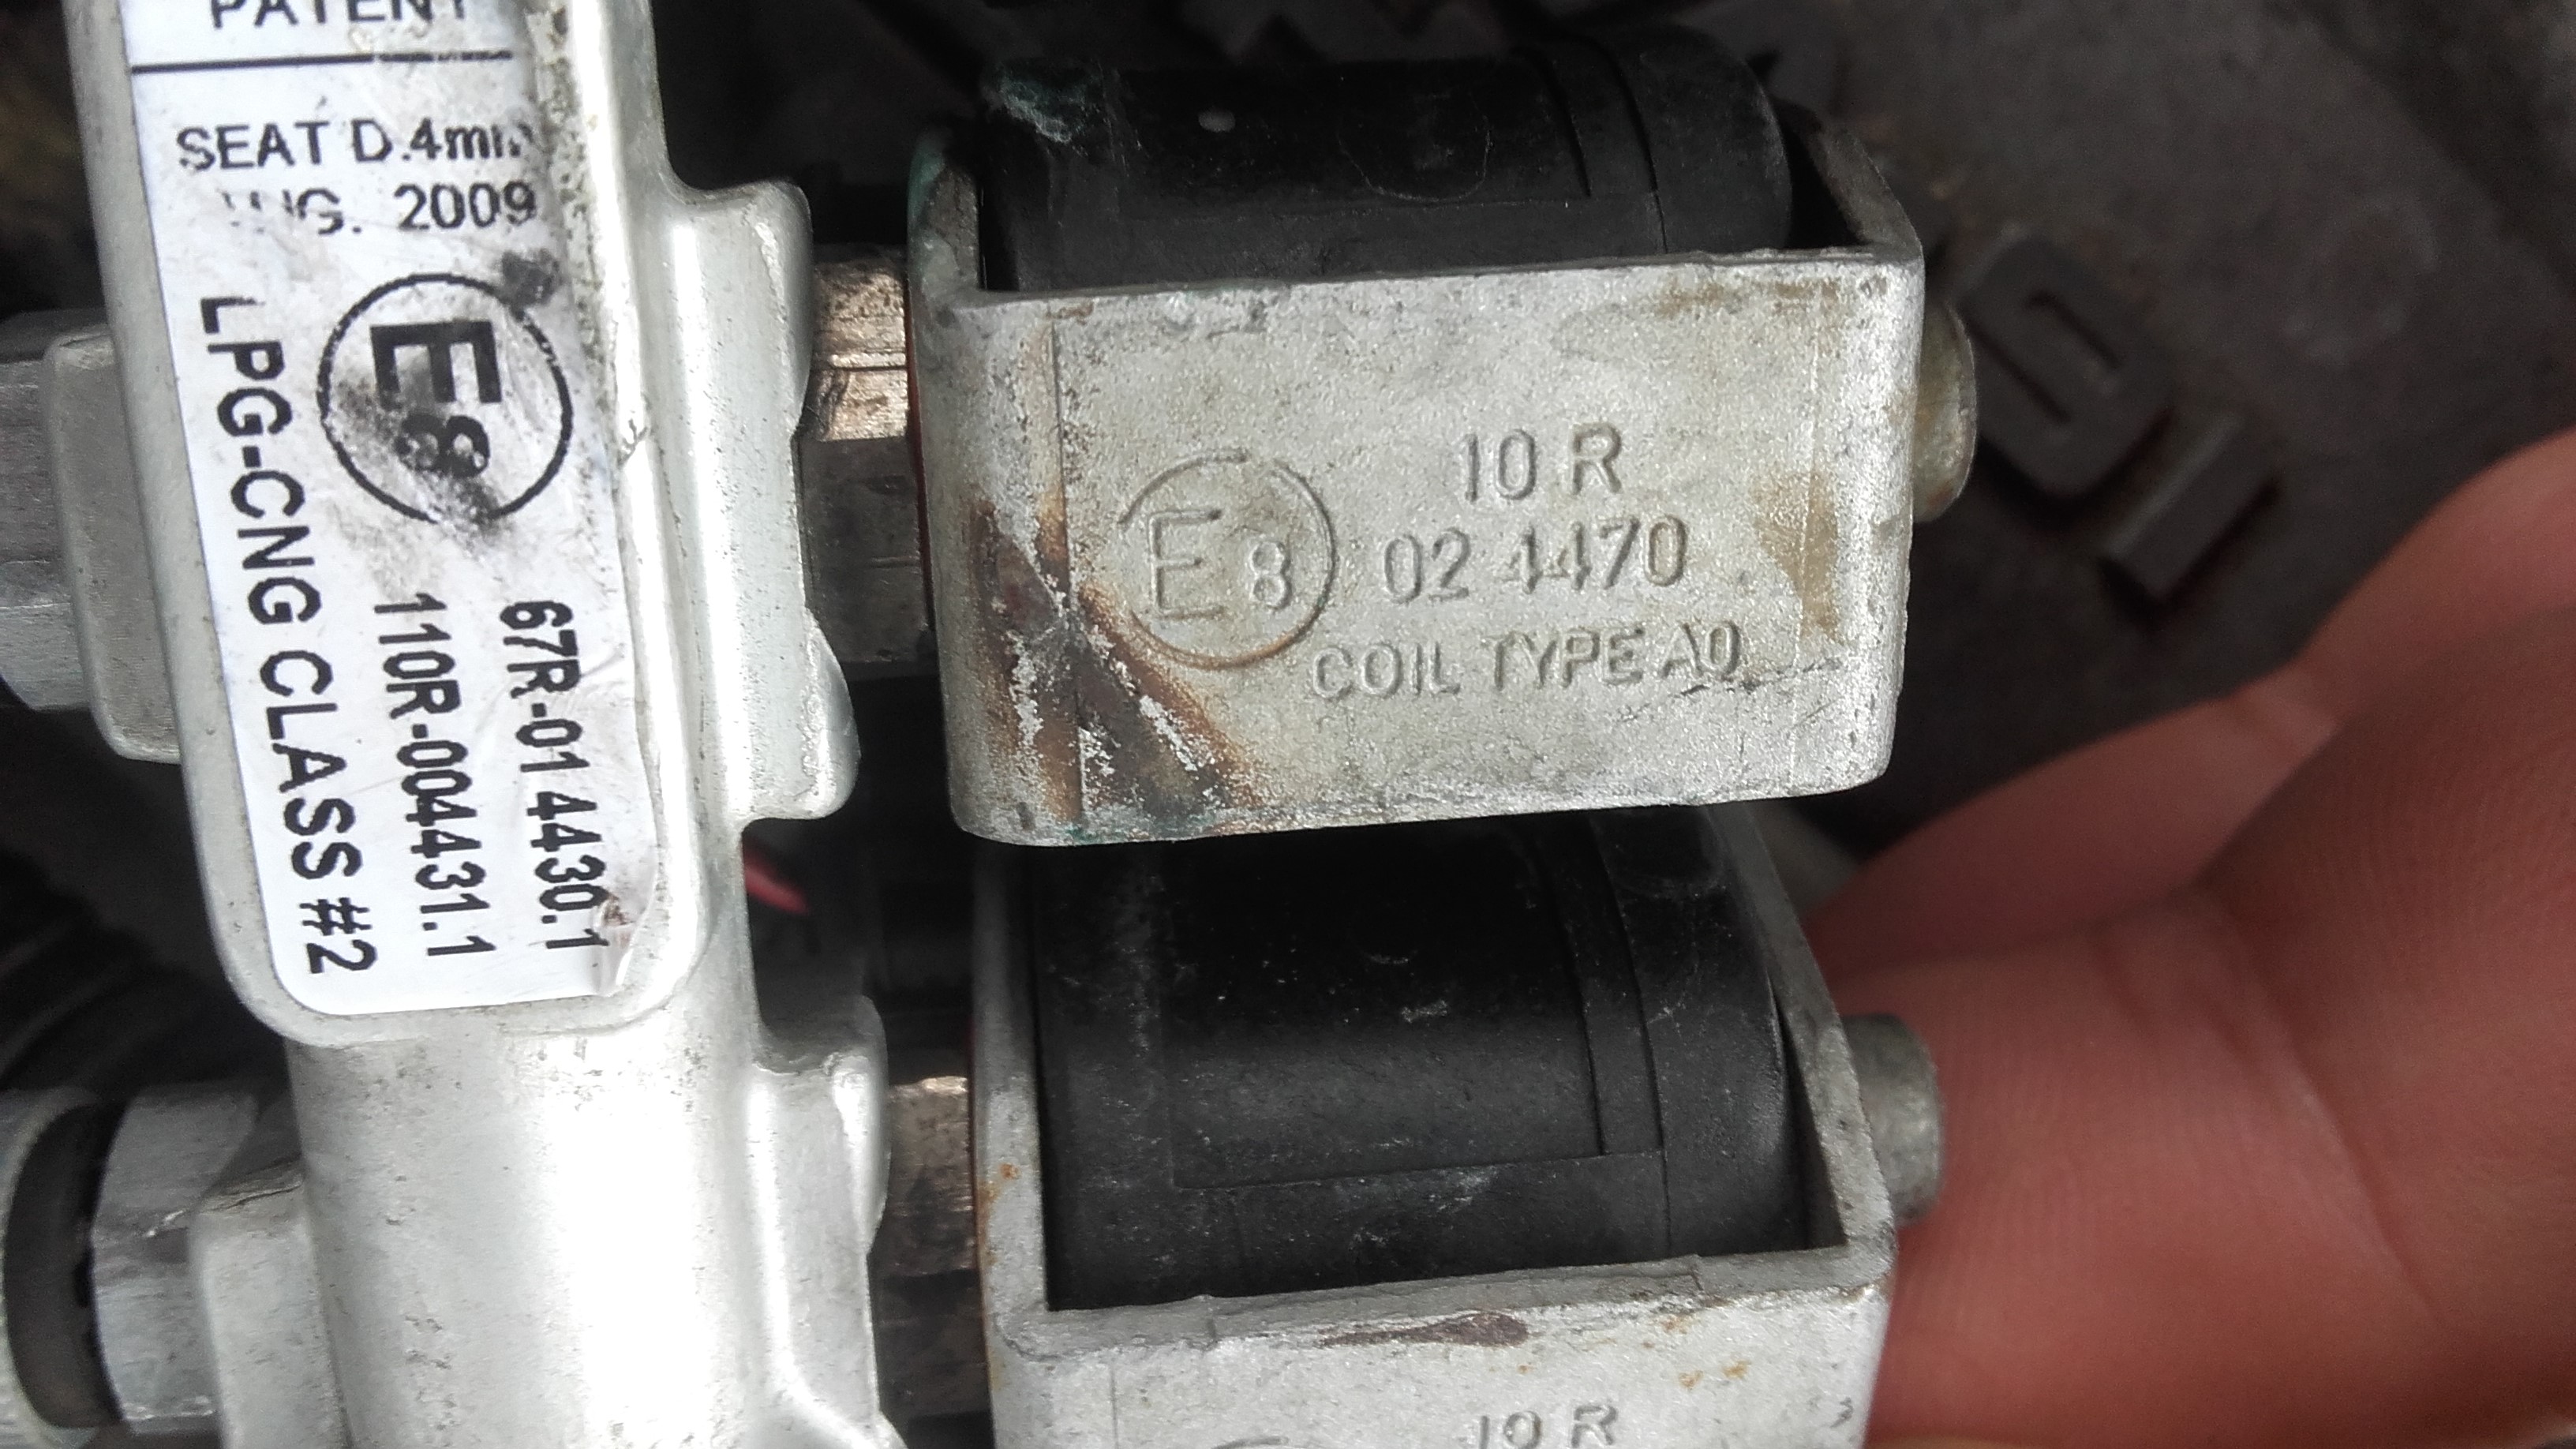 PATENT
SEAT D.4mm
2009
E8
67R-01 4430.1
110R-004431.1
LPG-CNG CLASS #2
10 R
E8 02 4470
COIL TYPE A0
10 R